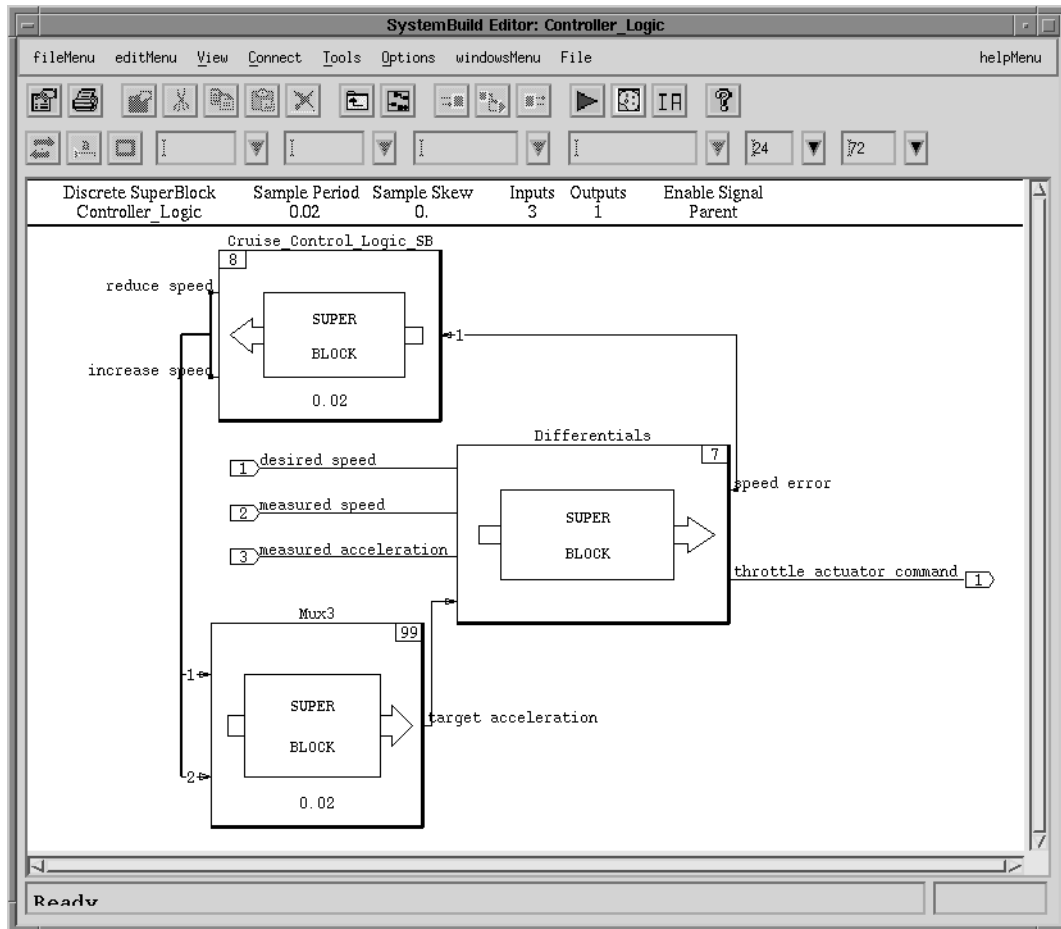 SystemBuild Editor: Controller_Logic
fileMenu editMenu View Connect Tools Options windowsMenu File helpMenu
IA ?
a 24 72
Discrete SuperBlock Sample Period Sample Skew Inputs Outputs Enable Signal
Controller_Logic 0.02 0. 3 1 Parent
Cruise_Control_Logic_SB
8
reduce speed
SUPER
1
BLOCK
increase speed
0.02
Differentials
7
1 desired speed
speed error
2 measured speed
SUPER
3 measured acceleration
BLOCK
throttle actuator command 1
Mux3
99
1
SUPER
target acceleration
BLOCK
2
0.02
Ready